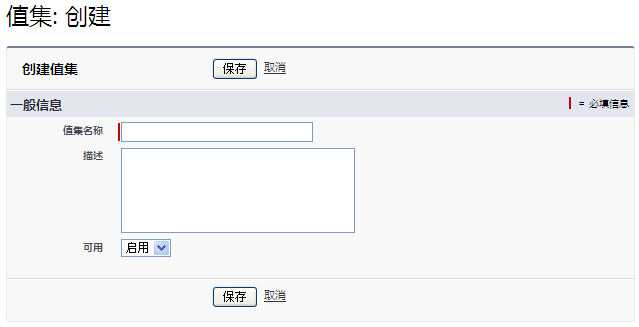 值集: 创建
创建值集 保存 取消
一般信息 = 必填信息
值集名称
描述
可用 启用
保存 取消